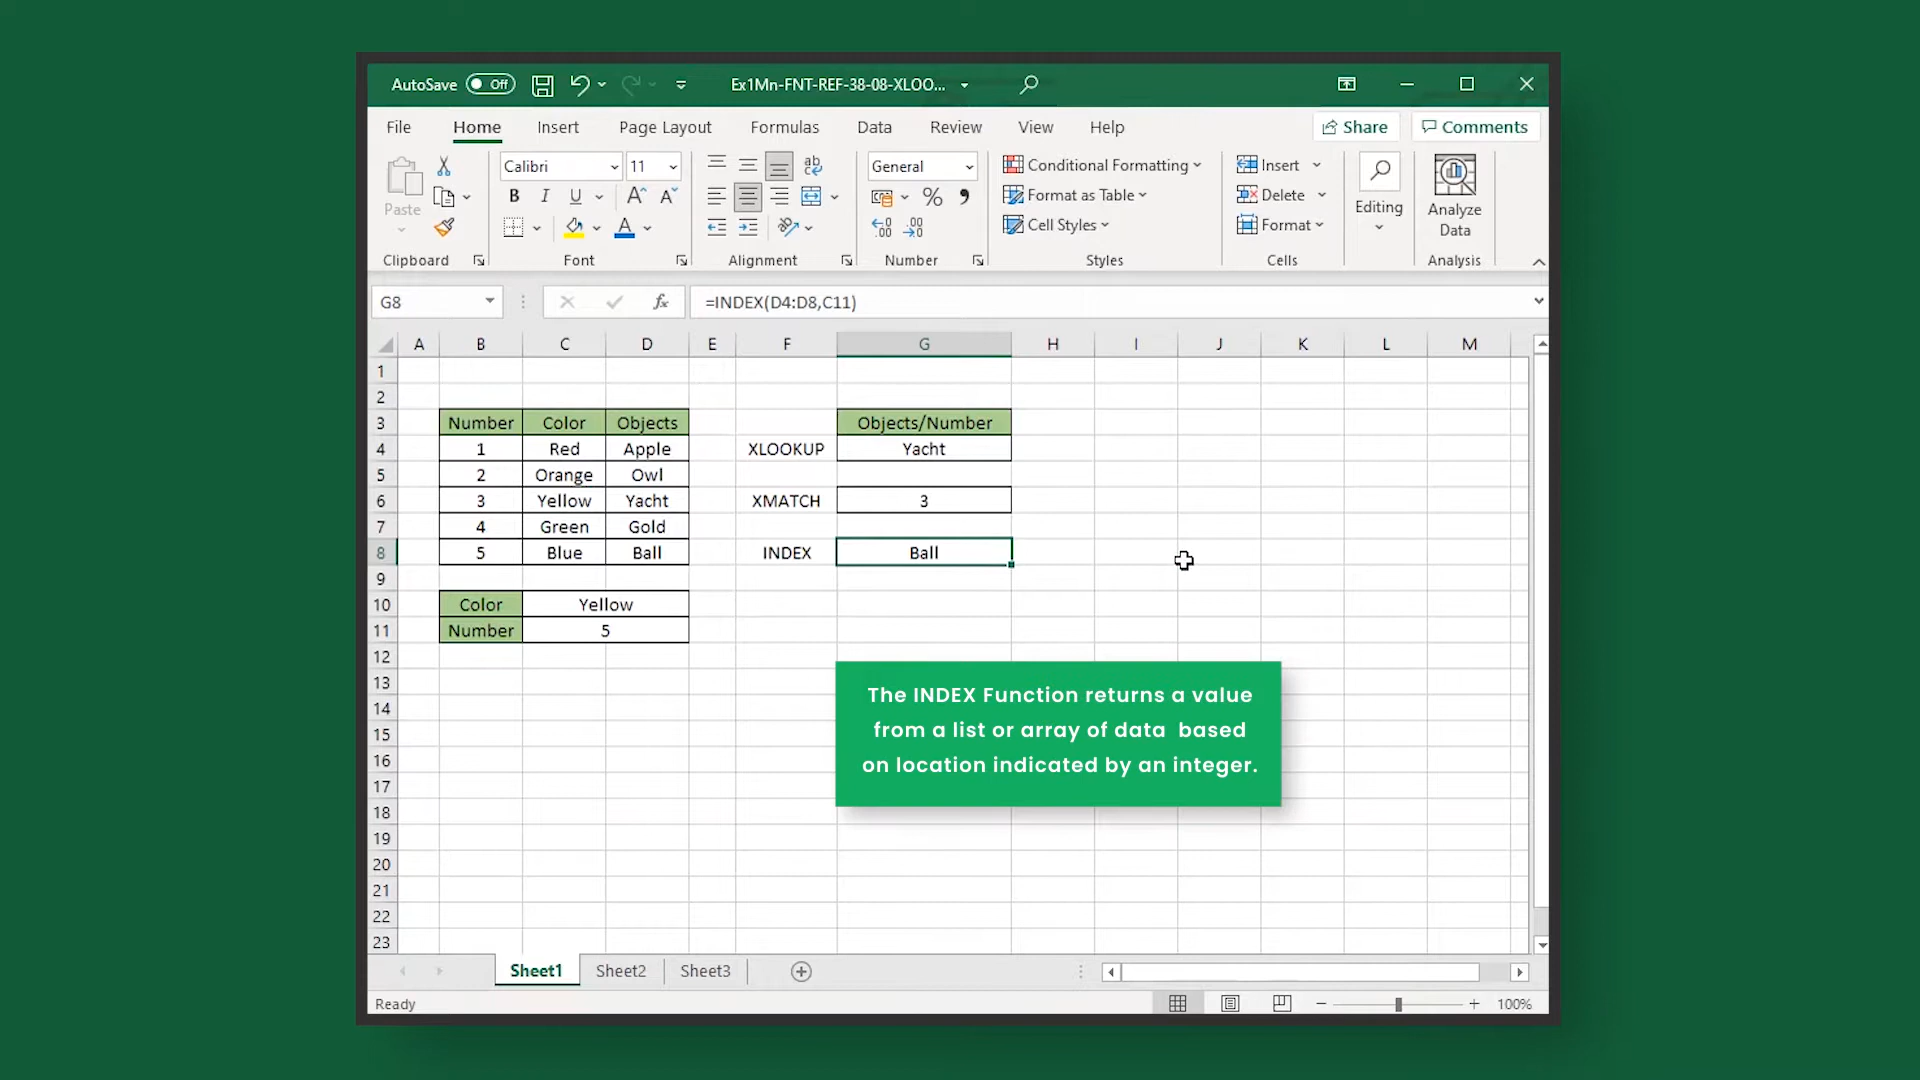 AutoSave Off Ex1Mn-FNT-REF-38-08-XLOO...
File Home Insert Page Layout Formulas Data Review View Help Share Comments
Paste
Clipboard
Calibri 11
B I U A A
A
Font
ab
c
Alignment
General
% ,
.00 .00
Number
Conditional Formatting
Format as Table
Cell Styles
Styles
Insert
Delete
Format
Cells
Editing
Analyze
Data
Analysis
G8 fx =INDEX(D4:D8,C11)
A B C D E F G H I J K L M
1
2
3 Number Color Objects Objects/Number
4 1 Red Apple XLOOKUP Yacht
5 2 Orange Owl
6 3 Yellow Yacht XMATCH 3
7 4 Green Gold
8 5 Blue Ball INDEX Ball
9
10 Color Yellow
11 Number 5
12
13
14
15
16
17
18
19
20
21
22
23
The INDEX Function returns a value
from a list or array of data based
on location indicated by an integer.
Sheet1 Sheet2 Sheet3
Ready 100%